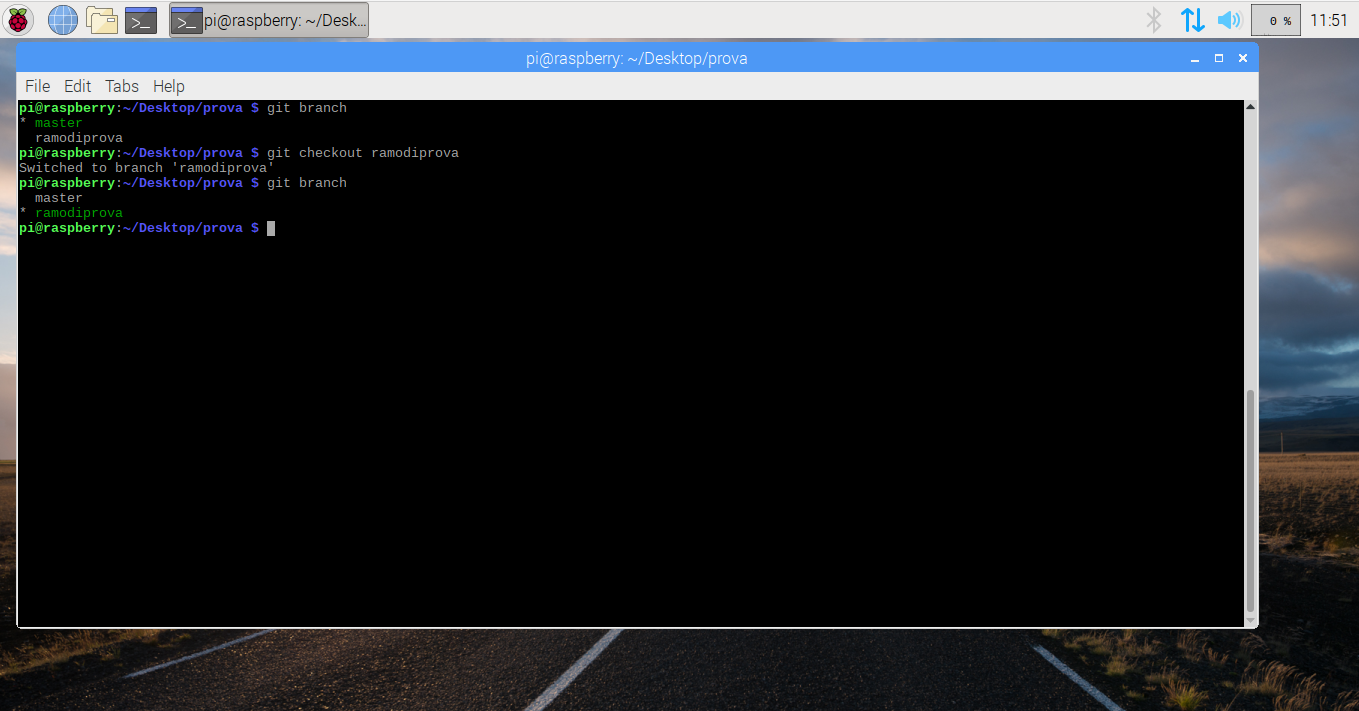 pi@raspberry: ~/Desk...
0 %
11:51
pi@raspberry: ~/Desktop/prova
File Edit Tabs Help
pi@raspberry:~/Desktop/prova $ git branch
* master
  ramodiprova
pi@raspberry:~/Desktop/prova $ git checkout ramodiprova
Switched to branch 'ramodiprova'
pi@raspberry:~/Desktop/prova $ git branch
  master
* ramodiprova
pi@raspberry:~/Desktop/prova $